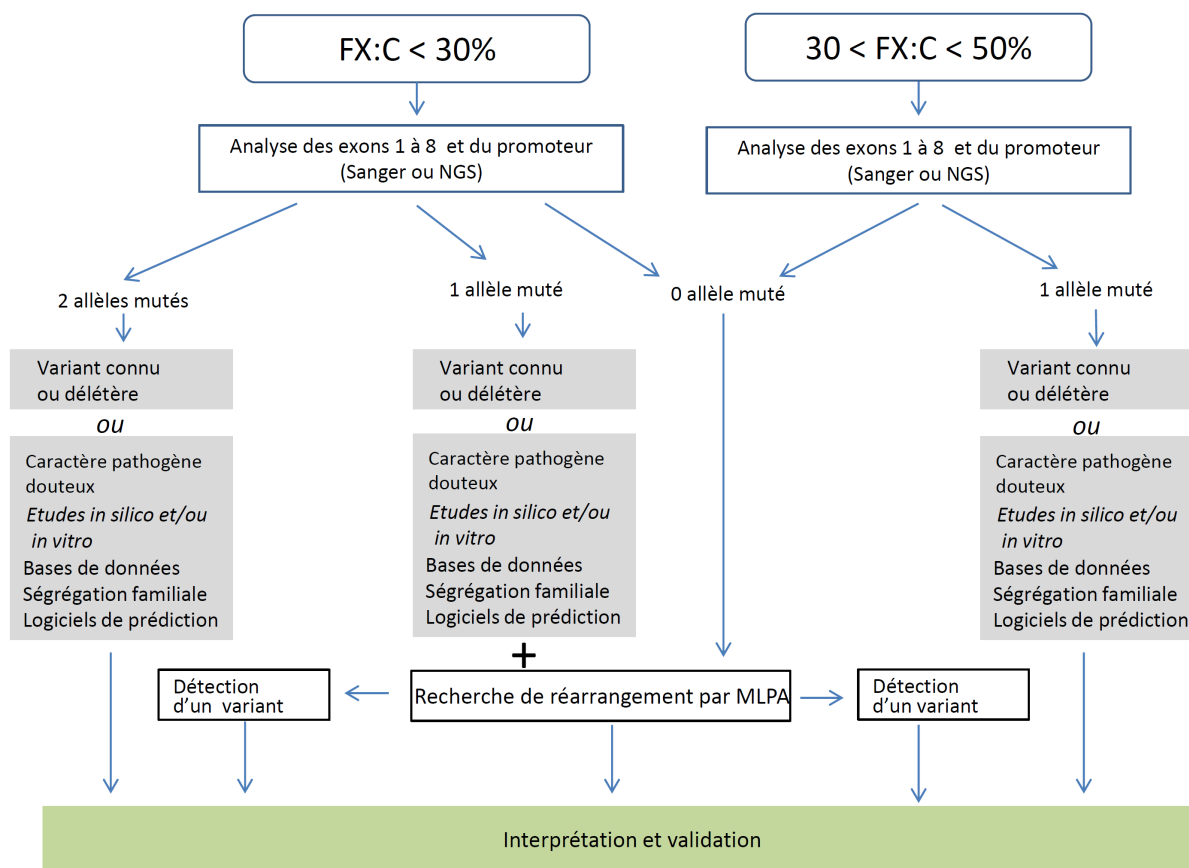 FX:C < 30%
30 < FX:C < 50%
Analyse des exons 1 à 8 et du promoteur
(Sanger ou NGS)
Analyse des exons 1 à 8 et du promoteur
(Sanger ou NGS)
2 allèles mutés
1 allèle muté
0 allèle muté
1 allèle muté
Variant connu
ou délétère
ou
Caractère pathogène
douteux
Etudes in silico et/ou
in vitro
Bases de données
Ségrégation familiale
Logiciels de prédiction
Variant connu
ou délétère
ou
Caractère pathogène
douteux
Etudes in silico et/ou
in vitro
Bases de données
Ségrégation familiale
Logiciels de prédiction
+
Variant connu
ou délétère
ou
Caractère pathogène
douteux
Etudes in silico et/ou
in vitro
Bases de données
Ségrégation familiale
Logiciels de prédiction
Détection
d'un variant
Recherche de réarrangement par MLPA
Détection
d'un variant
Interprétation et validation